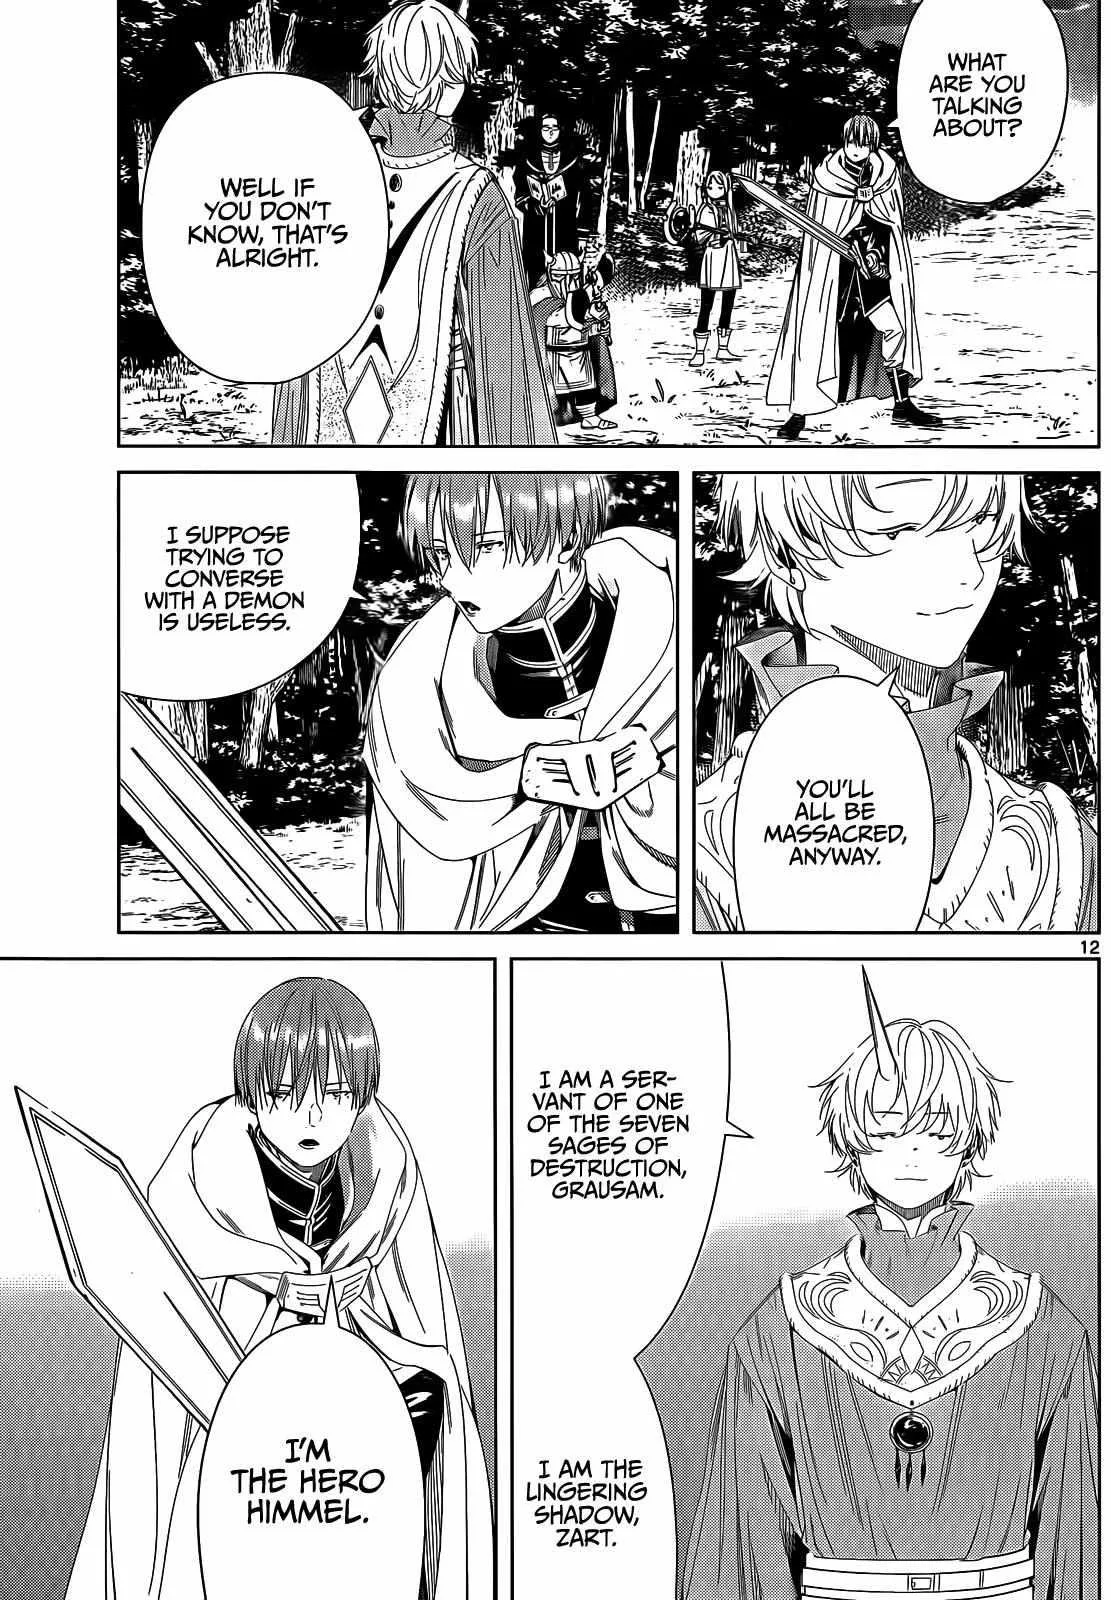 WHAT
ARE YOU
TALKING
ABOUT?
WELL IF
YOU DON'T
KNOW, THAT'S
ALRIGHT.
YOU'LL
ALL BE
MASSACRED,
ANYWAY.
I SUPPOSE
TRYING TO
CONVERSE
WITH A DEMON
IS USELESS.
12
I AM A SER-
VANT OF ONE
OF THE SEVEN
SAGES OF
DESTRUCTION,
GRAUSAM.
I AM THE
LINGERING
SHADOW,
ZART.
I'M
THE HERO
HIMMEL.